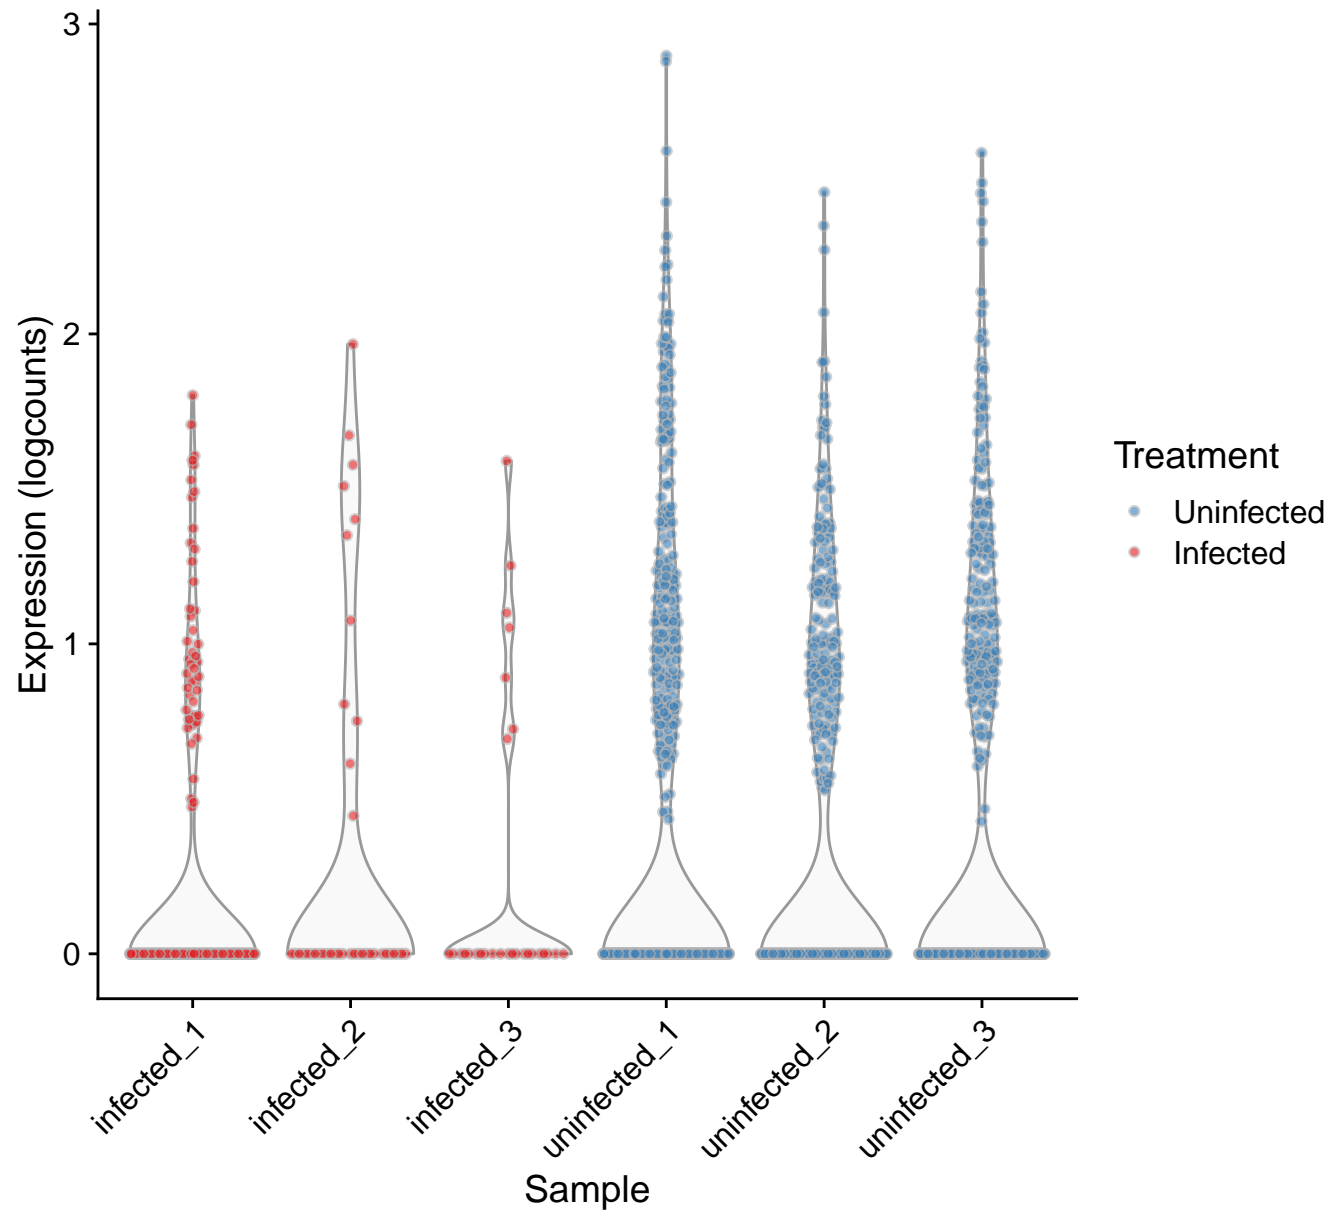 3
2
1
0
Expression (logcounts)
infected_1
infected_2
infected_3
uninfected_1
uninfected_2
uninfected_3
Sample
Treatment
Uninfected
Infected